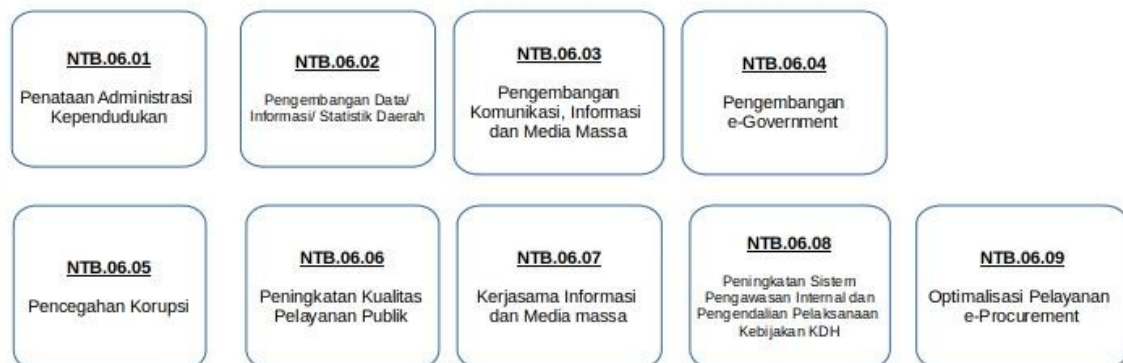 NTB.06.01
Penataan Administrasi
Kependudukan
NTB.06.02
Pengembangan Data/
Informasi/ Statistik Daerah
NTB.06.03
Pengembangan
Komunikasi, Informasi
dan Media Massa
NTB.06.04
Pengembangan
e-Government
NTB.06.05
Pencegahan Korupsi
NTB.06.06
Peningkatan Kualitas
Pelayanan Publik
NTB.06.07
Kerjasama Informasi
dan Media massa
NTB.06.08
Peningkatan Sistem
Pengawasan Internal dan
Pengendalian Pelaksanaan
Kebijakan KDH
NTB.06.09
Optimalisasi Pelayanan
e-Procurement